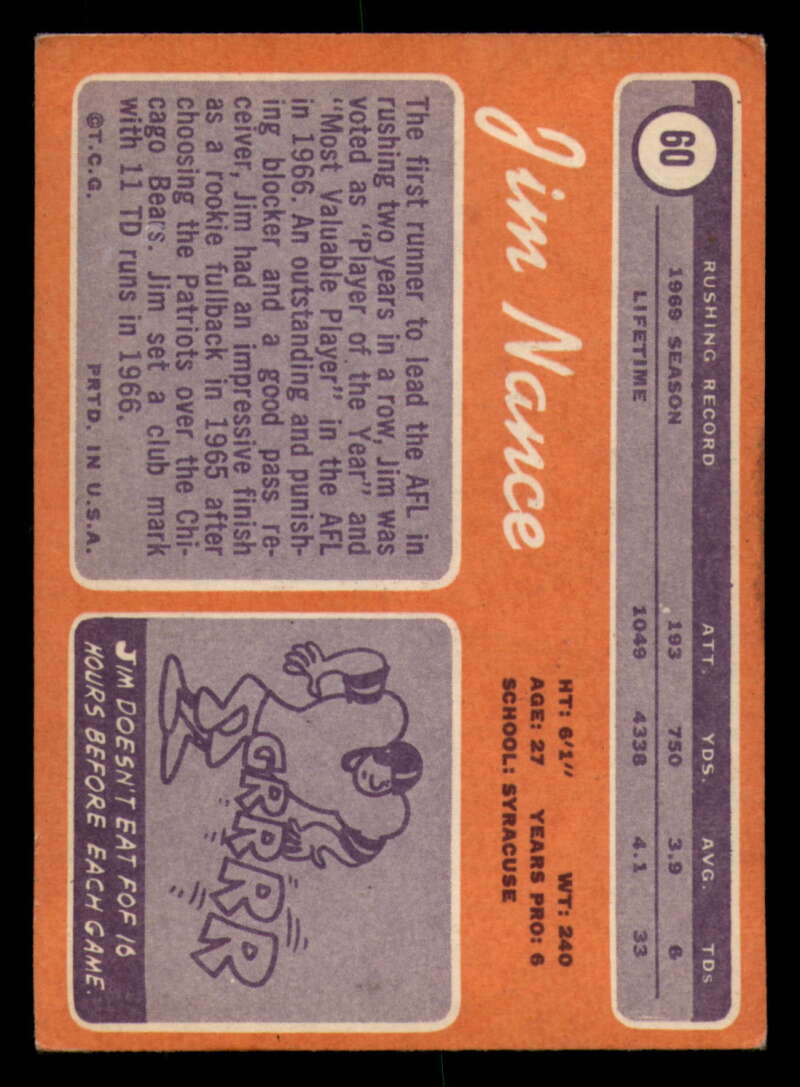 60
RUSHING RECORD ATT. YDS. AVG. TDs
1969 SEASON 193 750 3.9 6
LIFETIME 1049 4338 4.1 33
Jim Nance
HT: 6'1" WT: 240
AGE: 27 YEARS PRO: 6
SCHOOL: SYRACUSE
The first runner to lead the AFL in
rushing two years in a row, Jim was
voted as "Player of the Year" and
"Most Valuable Player" in the AFL
in 1966. An outstanding and punish-
ing blocker and a good pass re-
ceiver, Jim had an impressive finish
as a rookie fullback in 1965 after
choosing the Patriots over the Chi-
cago Bears. Jim set a club mark
with 11 TD runs in 1966.
©T.C.G. PRTD. IN U.S.A.
GRRRRR
JIM DOESN'T EAT FOF 16
HOURS BEFORE EACH GAME.